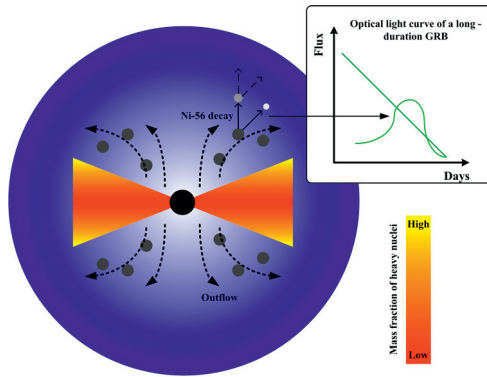 Optical light curve of a long -
duration GRB
Flux
Days
Ni-56 decay
Outflow
Mass fraction of heavy nuclei
High
Low